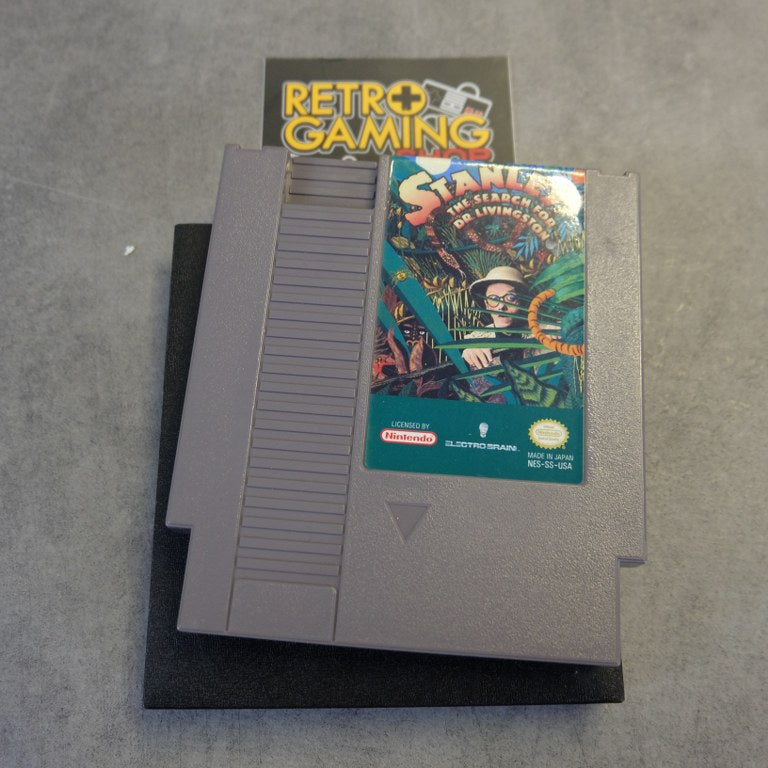 RETRO
GAMING
SHOP
STANLEY
THE SEARCH FOR
DR. LIVINGSTON
LICENSED BY
Nintendo
ELECTRO BRAIN
MADE IN JAPAN
NES-SS-USA